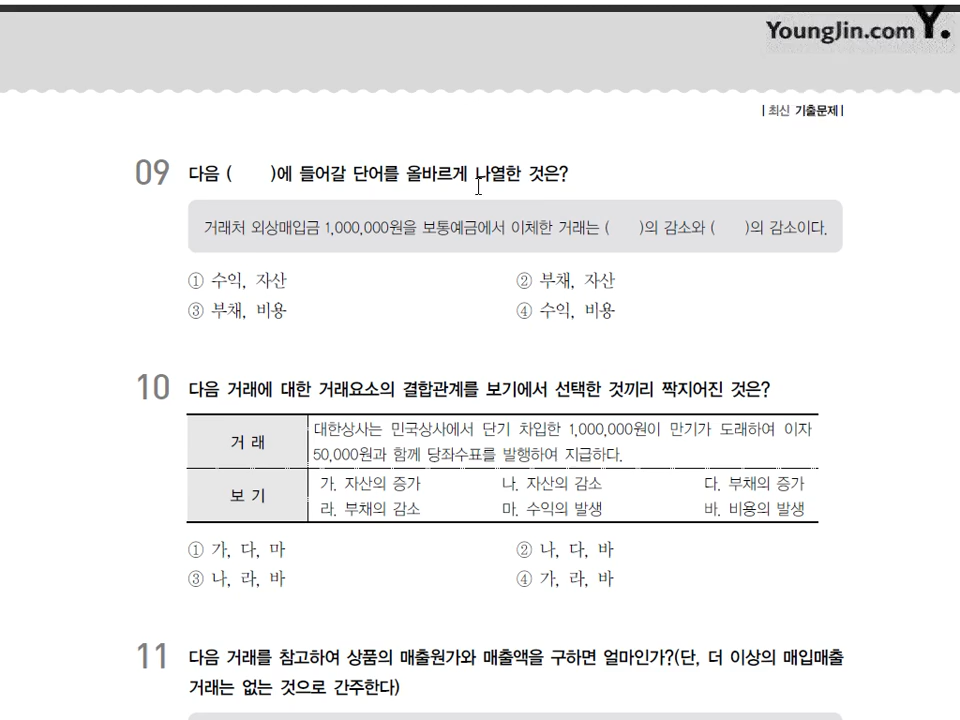 YoungJin.com Y.
| 최신 기출문제 |
09 다음 ( )에 들어갈 단어를 올바르게 나열한 것은?
거래처 외상매입금 1,000,000원을 보통예금에서 이체한 거래는 ( )의 감소와 ( )의 감소이다.
① 수익, 자산 ② 부채, 자산
③ 부채, 비용 ④ 수익, 비용
10 다음 거래에 대한 거래요소의 결합관계를 보기에서 선택한 것끼리 짝지어진 것은?
거 래
대한상사는 민국상사에서 단기 차입한 1,000,000원이 만기가 도래하여 이자
50,000원과 함께 당좌수표를 발행하여 지급하다.
보 기
가. 자산의 증가 나. 자산의 감소 다. 부채의 증가
라. 부채의 감소 마. 수익의 발생 바. 비용의 발생
① 가, 다, 마 ② 나, 다, 바
③ 나, 라, 바 ④ 가, 라, 바
11 다음 거래를 참고하여 상품의 매출원가와 매출액을 구하면 얼마인가?(단, 더 이상의 매입매출
거래는 없는 것으로 간주한다)